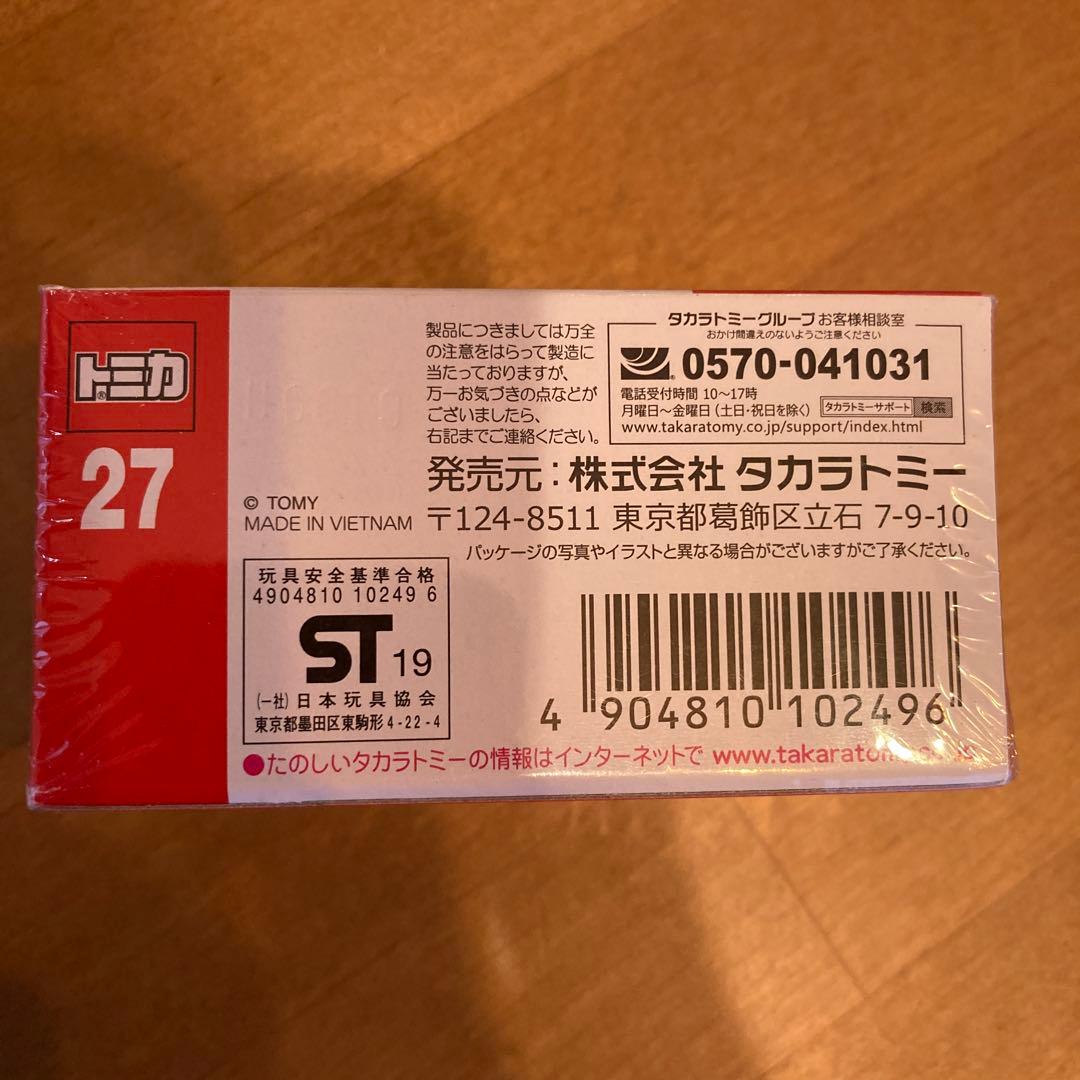 トミカ®
27
© TOMY
MADE IN VIETNAM
製品につきましては万全
の注意をはらって製造に
当たっておりますが、
万一お気づきの点などが
ございましたら、
右記までご連絡ください。
タカラトミーグループお客様相談室
おかけ間違えのないようご注意ください
0570-041031
電話受付時間 10〜17時
月曜日〜金曜日(土日・祝日を除く) タカラトミーサポート 検索
www.takaratomy.co.jp/support/index.html
発売元:株式会社 タカラトミー
〒124-8511 東京都葛飾区立石 7-9-10
パッケージの写真やイラストと異なる場合がございますがご了承ください。
玩具安全基準合格
4904810 10249 6
ST 19
(一社)日本玩具協会
東京都墨田区東駒形4-22-4
4 904810 102496
●たのしいタカラトミーの情報はインターネットで www.takaratomy.co.jp